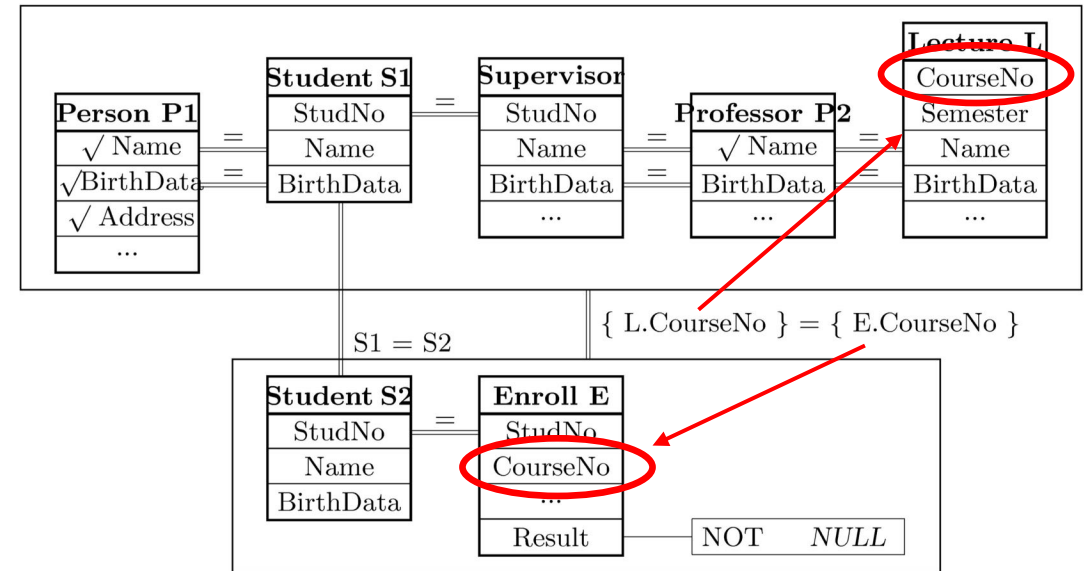 Person P1
√ Name
√BirthData
√ Address
...
=
=
Student S1
StudNo
Name
BirthData
=
Supervisor
StudNo
Name
BirthData
...
=
=
Professor P2
√ Name
BirthData
...
=
=
Lecture L
CourseNo
Semester
Name
BirthData
...
S1 = S2
{ L.CourseNo } = { E.CourseNo }
Student S2
StudNo
Name
BirthData
=
Enroll E
StudNo
CourseNo
...
Result
NOT NULL